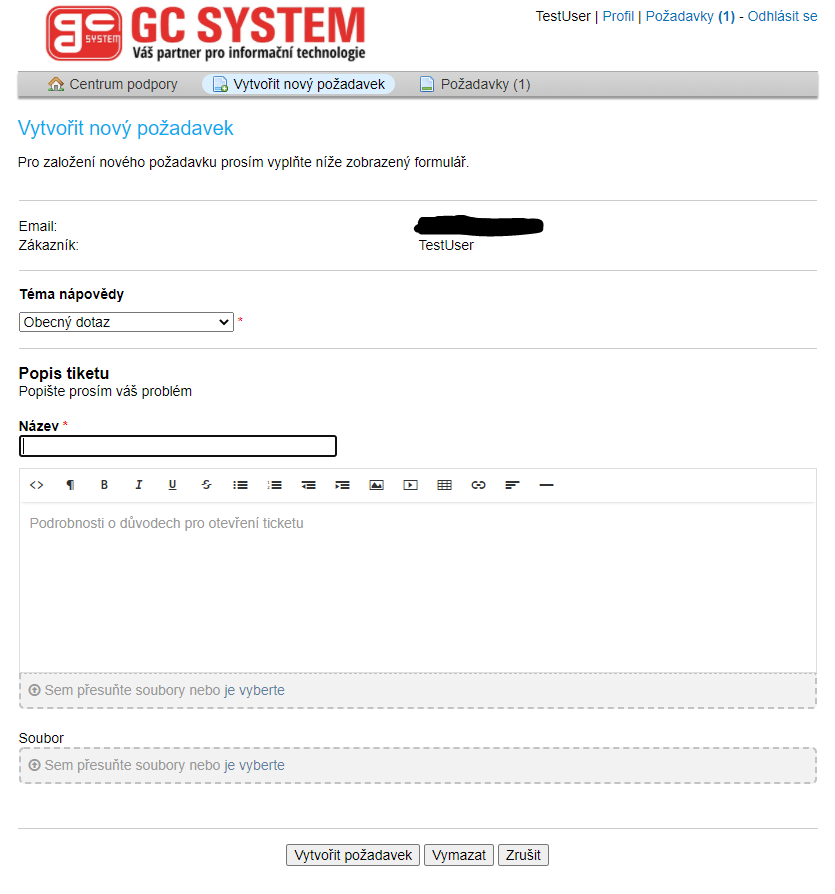 GC SYSTEM
SYSTEM
Váš partner pro informační technologie
TestUser | Profil | Požadavky (1) - Odhlásit se
Centrum podpory
Vytvořit nový požadavek
Požadavky (1)
Vytvořit nový požadavek
Pro založení nového požadavku prosím vyplňte níže zobrazený formulář.
Email:
Zákazník: TestUser
Téma nápovědy
Obecný dotaz *
Popis tiketu
Popište prosím váš problém
Název *
Podrobnosti o důvodech pro otevření ticketu
Sem přesuňte soubory nebo je vyberte
Soubor
Sem přesuňte soubory nebo je vyberte
Vytvořit požadavek Vymazat Zrušit